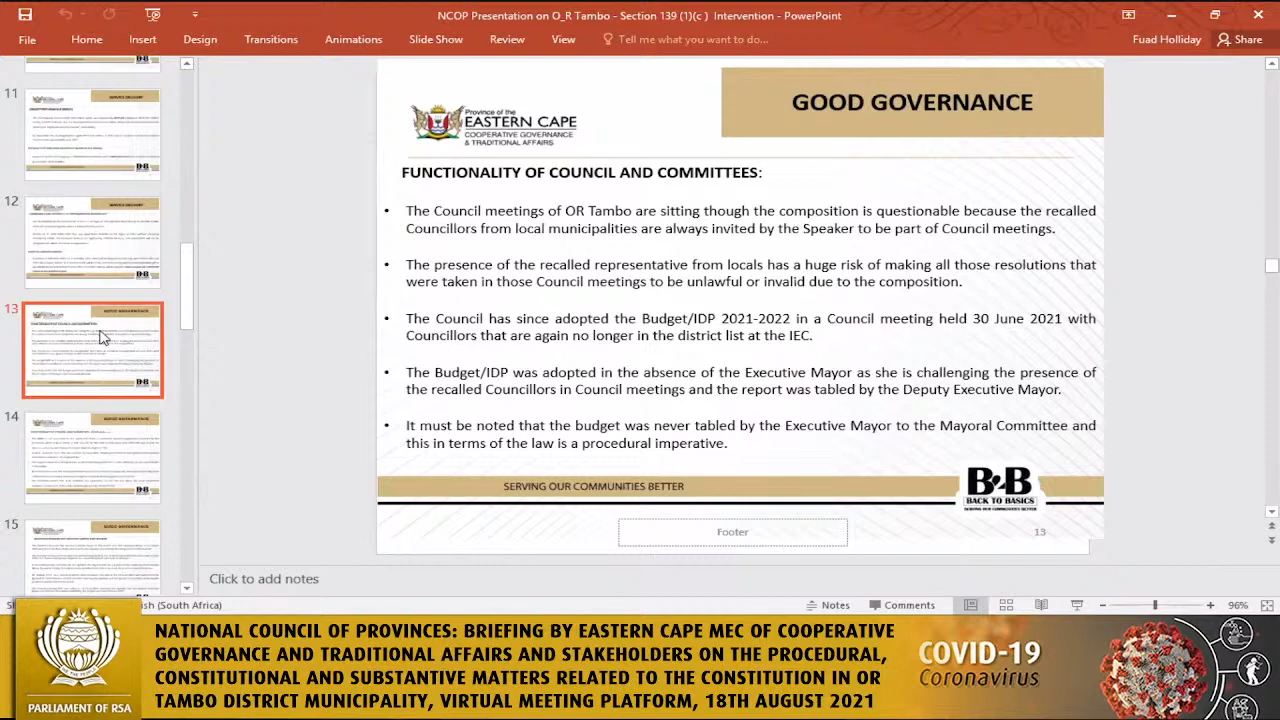 NCOP Presentation on O_R Tambo - Section 139 (1)(c ) Intervention - PowerPoint
File Home Insert Design Transitions Animations Slide Show Review View Tell me what you want to do... Fuad Holliday Share
11
12
13
14
15
Province of the
EASTERN CAPE
COOPERATIVE GOVERNANCE
& TRADITIONAL AFFAIRS
GOOD GOVERNANCE
FUNCTIONALITY OF COUNCIL AND COMMITTEES:
• The Council meetings of OR Tambo are sitting though the composition is questionable because the recalled
Councillors from local municipalities are always invited by the Speaker to be part of Council meetings.
• The presence of the recalled representative from LMs has a huge risk of making all those resolutions that
were taken in those Council meetings to be unlawful or invalid due to the composition.
• The Council has since adopted the Budget/IDP 2021-2022 in a Council meeting held 30 June 2021 with
Councillors that are again no longer in the district list at the IEC.
• The Budget/IDP was adopted in the absence of the Executive Mayor as she is challenging the presence of
the recalled Councillors in Council meetings and the report was tabled by the Deputy Executive Mayor.
• It must be noted that the budget was never tabled by the Executive Mayor to the Mayoral Committee and
this in terms of the law is a procedural imperative.
SERVING OUR COMMUNITIES BETTER
B2B
BACK TO BASICS
SERVING OUR COMMUNITIES BETTER
Footer
13
Click to add notes
(South Africa)
Notes Comments 96%
PARLIAMENT OF RSA
NATIONAL COUNCIL OF PROVINCES: BRIEFING BY EASTERN CAPE MEC OF COOPERATIVE
GOVERNANCE AND TRADITIONAL AFFAIRS AND STAKEHOLDERS ON THE PROCEDURAL,
CONSTITUTIONAL AND SUBSTANTIVE MATTERS RELATED TO THE CONSTITUTION IN OR
TAMBO DISTRICT MUNICIPALITY, VIRTUAL MEETING PLATFORM, 18TH AUGUST 2021
COVID-19
Coronavirus